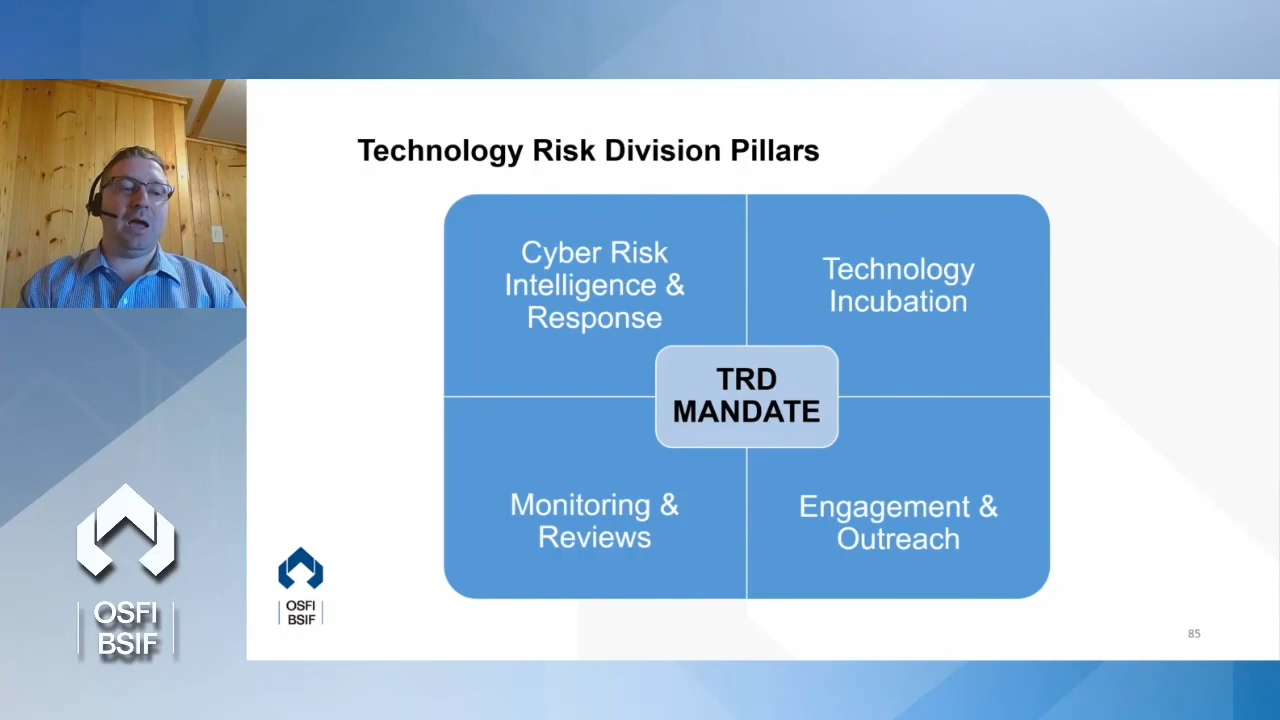 Technology Risk Division Pillars
Cyber Risk
Intelligence &
Response
Technology
Incubation
TRD
MANDATE
Monitoring &
Reviews
Engagement &
Outreach
OSFI
BSIF
OSFI
BSIF
85